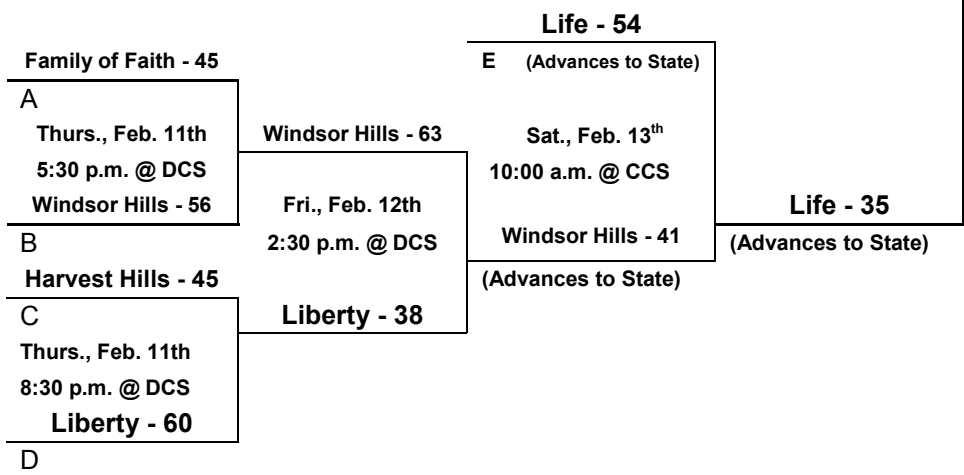 Life - 54
Family of Faith - 45
E (Advances to State)
A
Thurs., Feb. 11th
Windsor Hills - 63
Sat., Feb. 13th
5:30 p.m. @ DCS
10:00 a.m. @ CCS
Windsor Hills - 56
Fri., Feb. 12th
Life - 35
B
2:30 p.m. @ DCS
Windsor Hills - 41
(Advances to State)
Harvest Hills - 45
(Advances to State)
C
Liberty - 38
Thurs., Feb. 11th
8:30 p.m. @ DCS
Liberty - 60
D